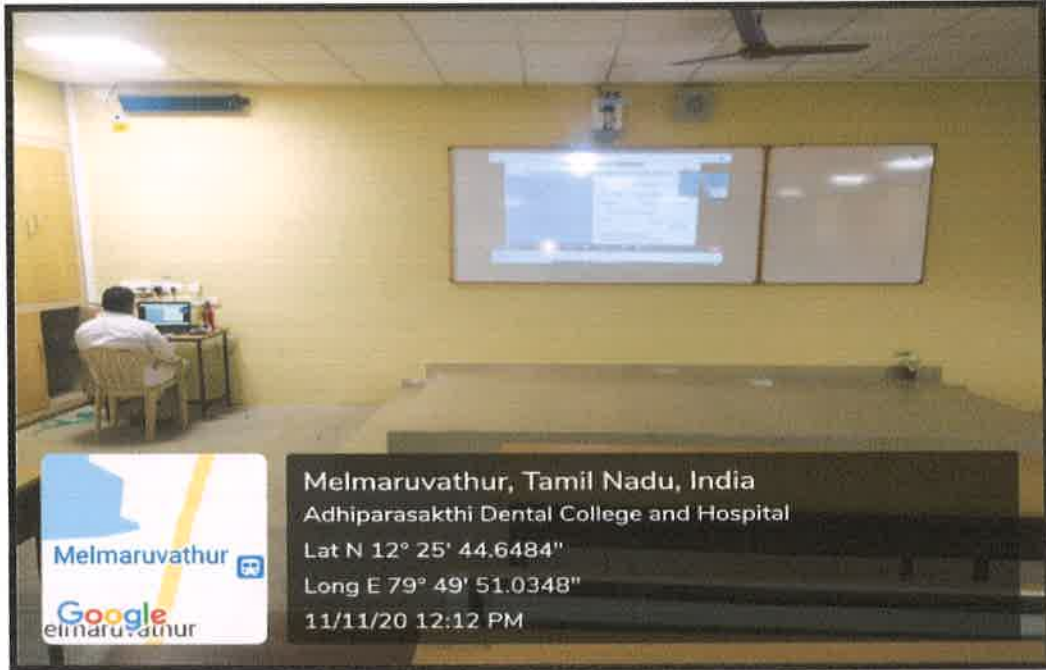 Melmaruvathur, Tamil Nadu, India
Adhiparasakthi Dental College and Hospital
Lat N 12° 25' 44.6484"
Long E 79° 49' 51.0348"
11/11/20 12:12 PM
Melmaruvathur
Google
elmaruvathur